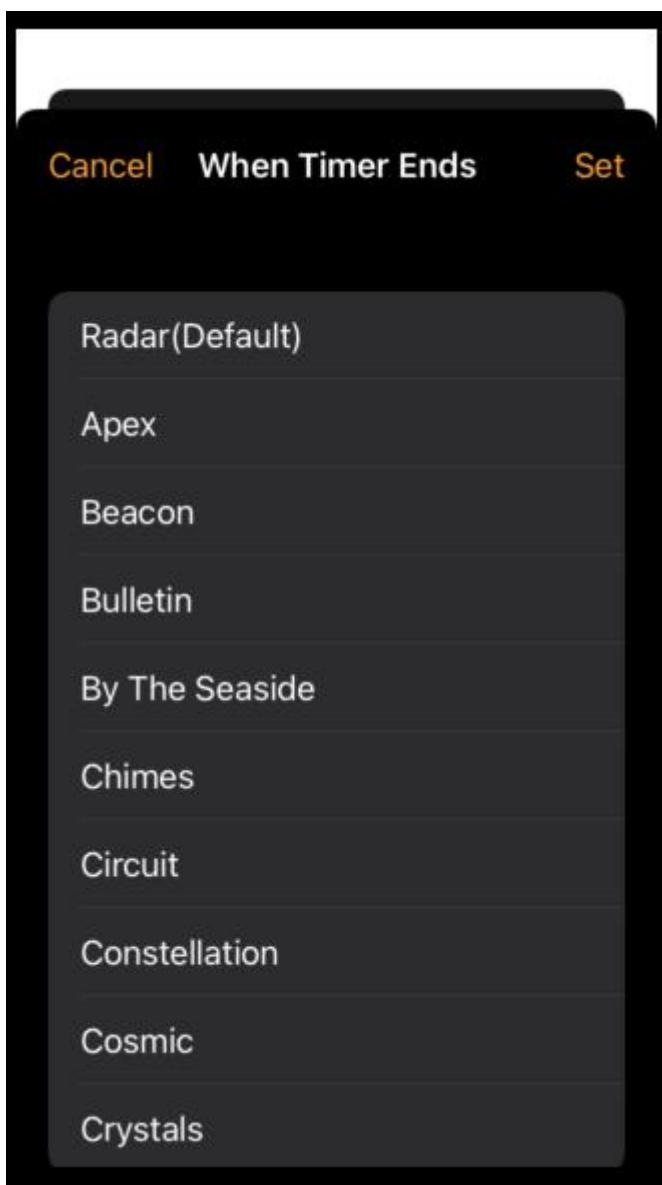 Cancel When Timer Ends Set
Radar(Default)
Apex
Beacon
Bulletin
By The Seaside
Chimes
Circuit
Constellation
Cosmic
Crystals